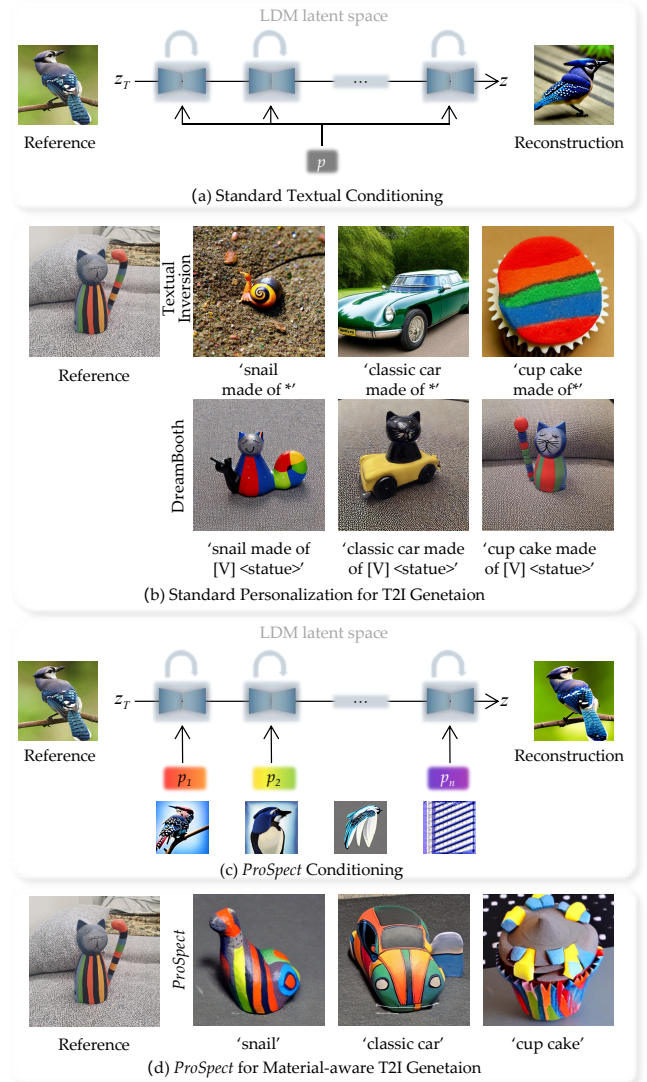 LDM latent space
z_T
...
z
Reference
Reconstruction
p
(a) Standard Textual Conditioning
Textual
Inversion
Reference
'snail
made of *'
'classic car
made of *'
'cup cake
made of*'
DreamBooth
'snail made of
[V] <statue>'
'classic car made
of [V] <statue>'
'cup cake made
of [V] <statue>'
(b) Standard Personalization for T2I Genetaion
LDM latent space
z_T
...
z
Reference
Reconstruction
p_1
p_2
p_n
(c) ProSpect Conditioning
ProSpect
Reference
'snail'
'classic car'
'cup cake'
(d) ProSpect for Material-aware T2I Genetaion